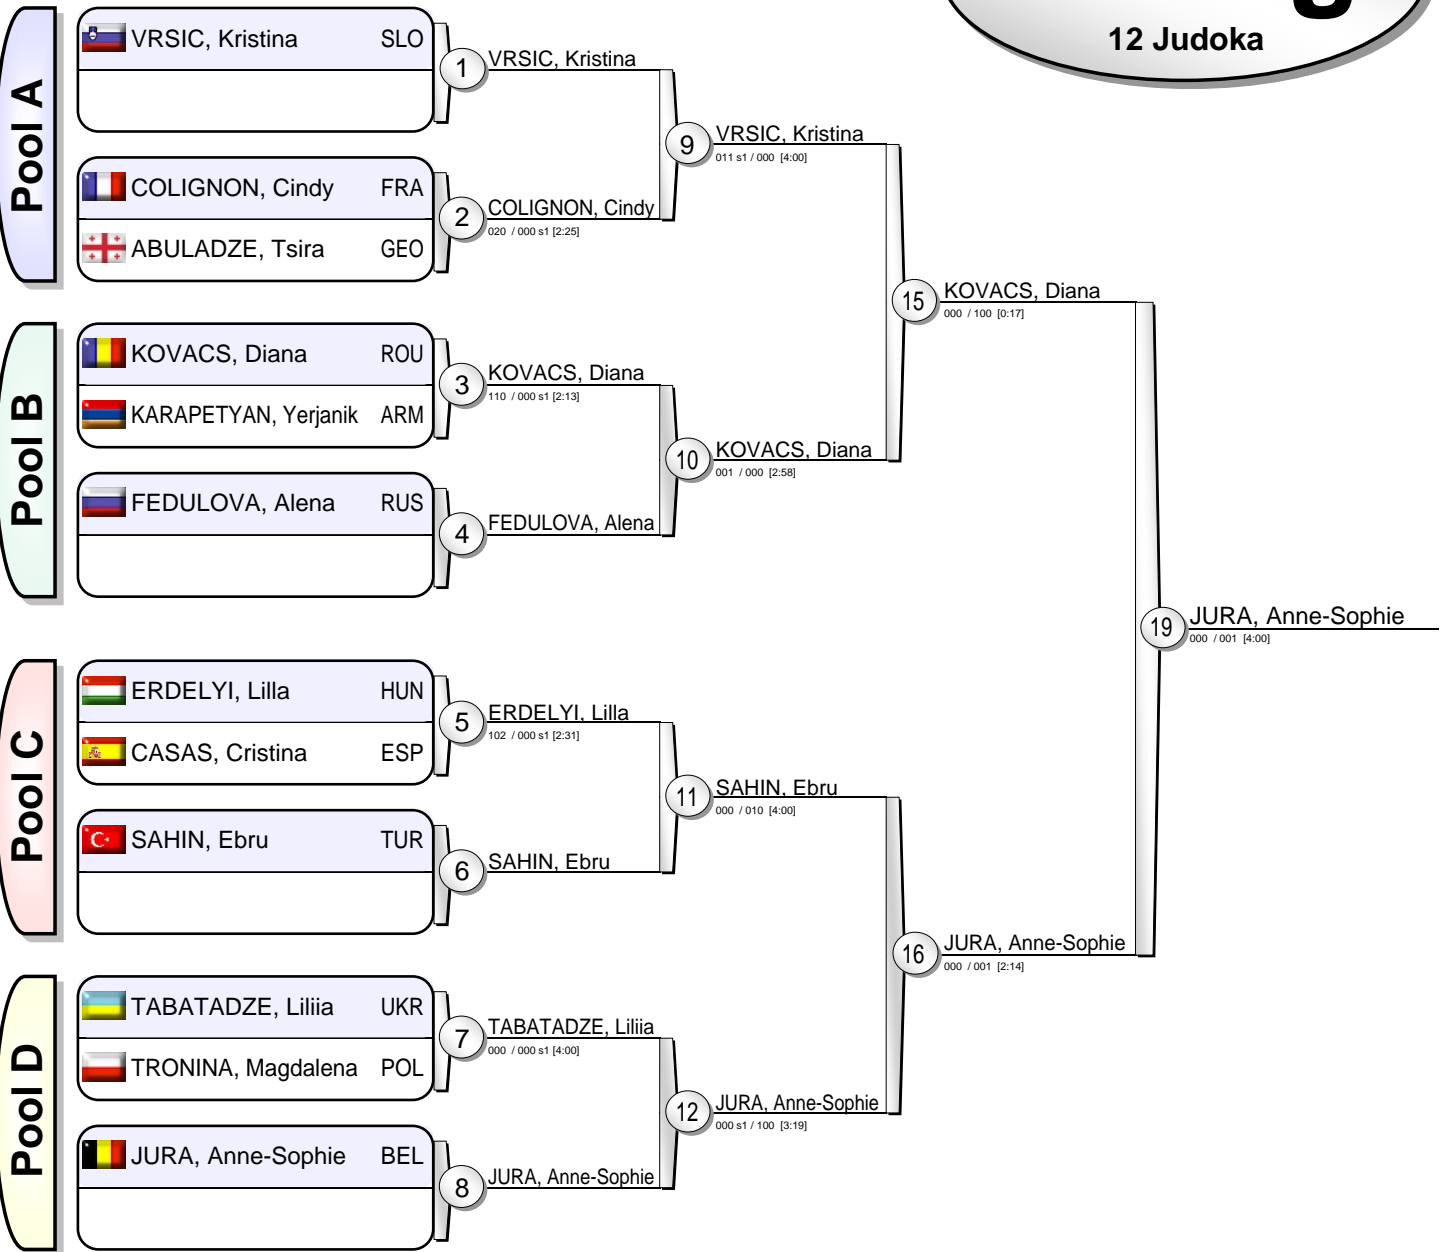 12 Judoka
Pool A
VRSIC, Kristina SLO
COLIGNON, Cindy FRA
ABULADZE, Tsira GEO
Pool B
KOVACS, Diana ROU
KARAPETYAN, Yerjanik ARM
FEDULOVA, Alena RUS
Pool C
ERDELYI, Lilla HUN
CASAS, Cristina ESP
SAHIN, Ebru TUR
Pool D
TABATADZE, Liliia UKR
TRONINA, Magdalena POL
JURA, Anne-Sophie BEL
1 VRSIC, Kristina
2 COLIGNON, Cindy
020 / 000 s1 [2:25]
3 KOVACS, Diana
110 / 000 s1 [2:13]
4 FEDULOVA, Alena
5 ERDELYI, Lilla
102 / 000 s1 [2:31]
6 SAHIN, Ebru
7 TABATADZE, Liliia
000 / 000 s1 [4:00]
8 JURA, Anne-Sophie
9 VRSIC, Kristina
011 s1 / 000 [4:00]
10 KOVACS, Diana
001 / 000 [2:58]
11 SAHIN, Ebru
000 / 010 [4:00]
12 JURA, Anne-Sophie
000 s1 / 100 [3:19]
15 KOVACS, Diana
000 / 100 [0:17]
16 JURA, Anne-Sophie
000 / 001 [2:14]
19 JURA, Anne-Sophie
000 / 001 [4:00]